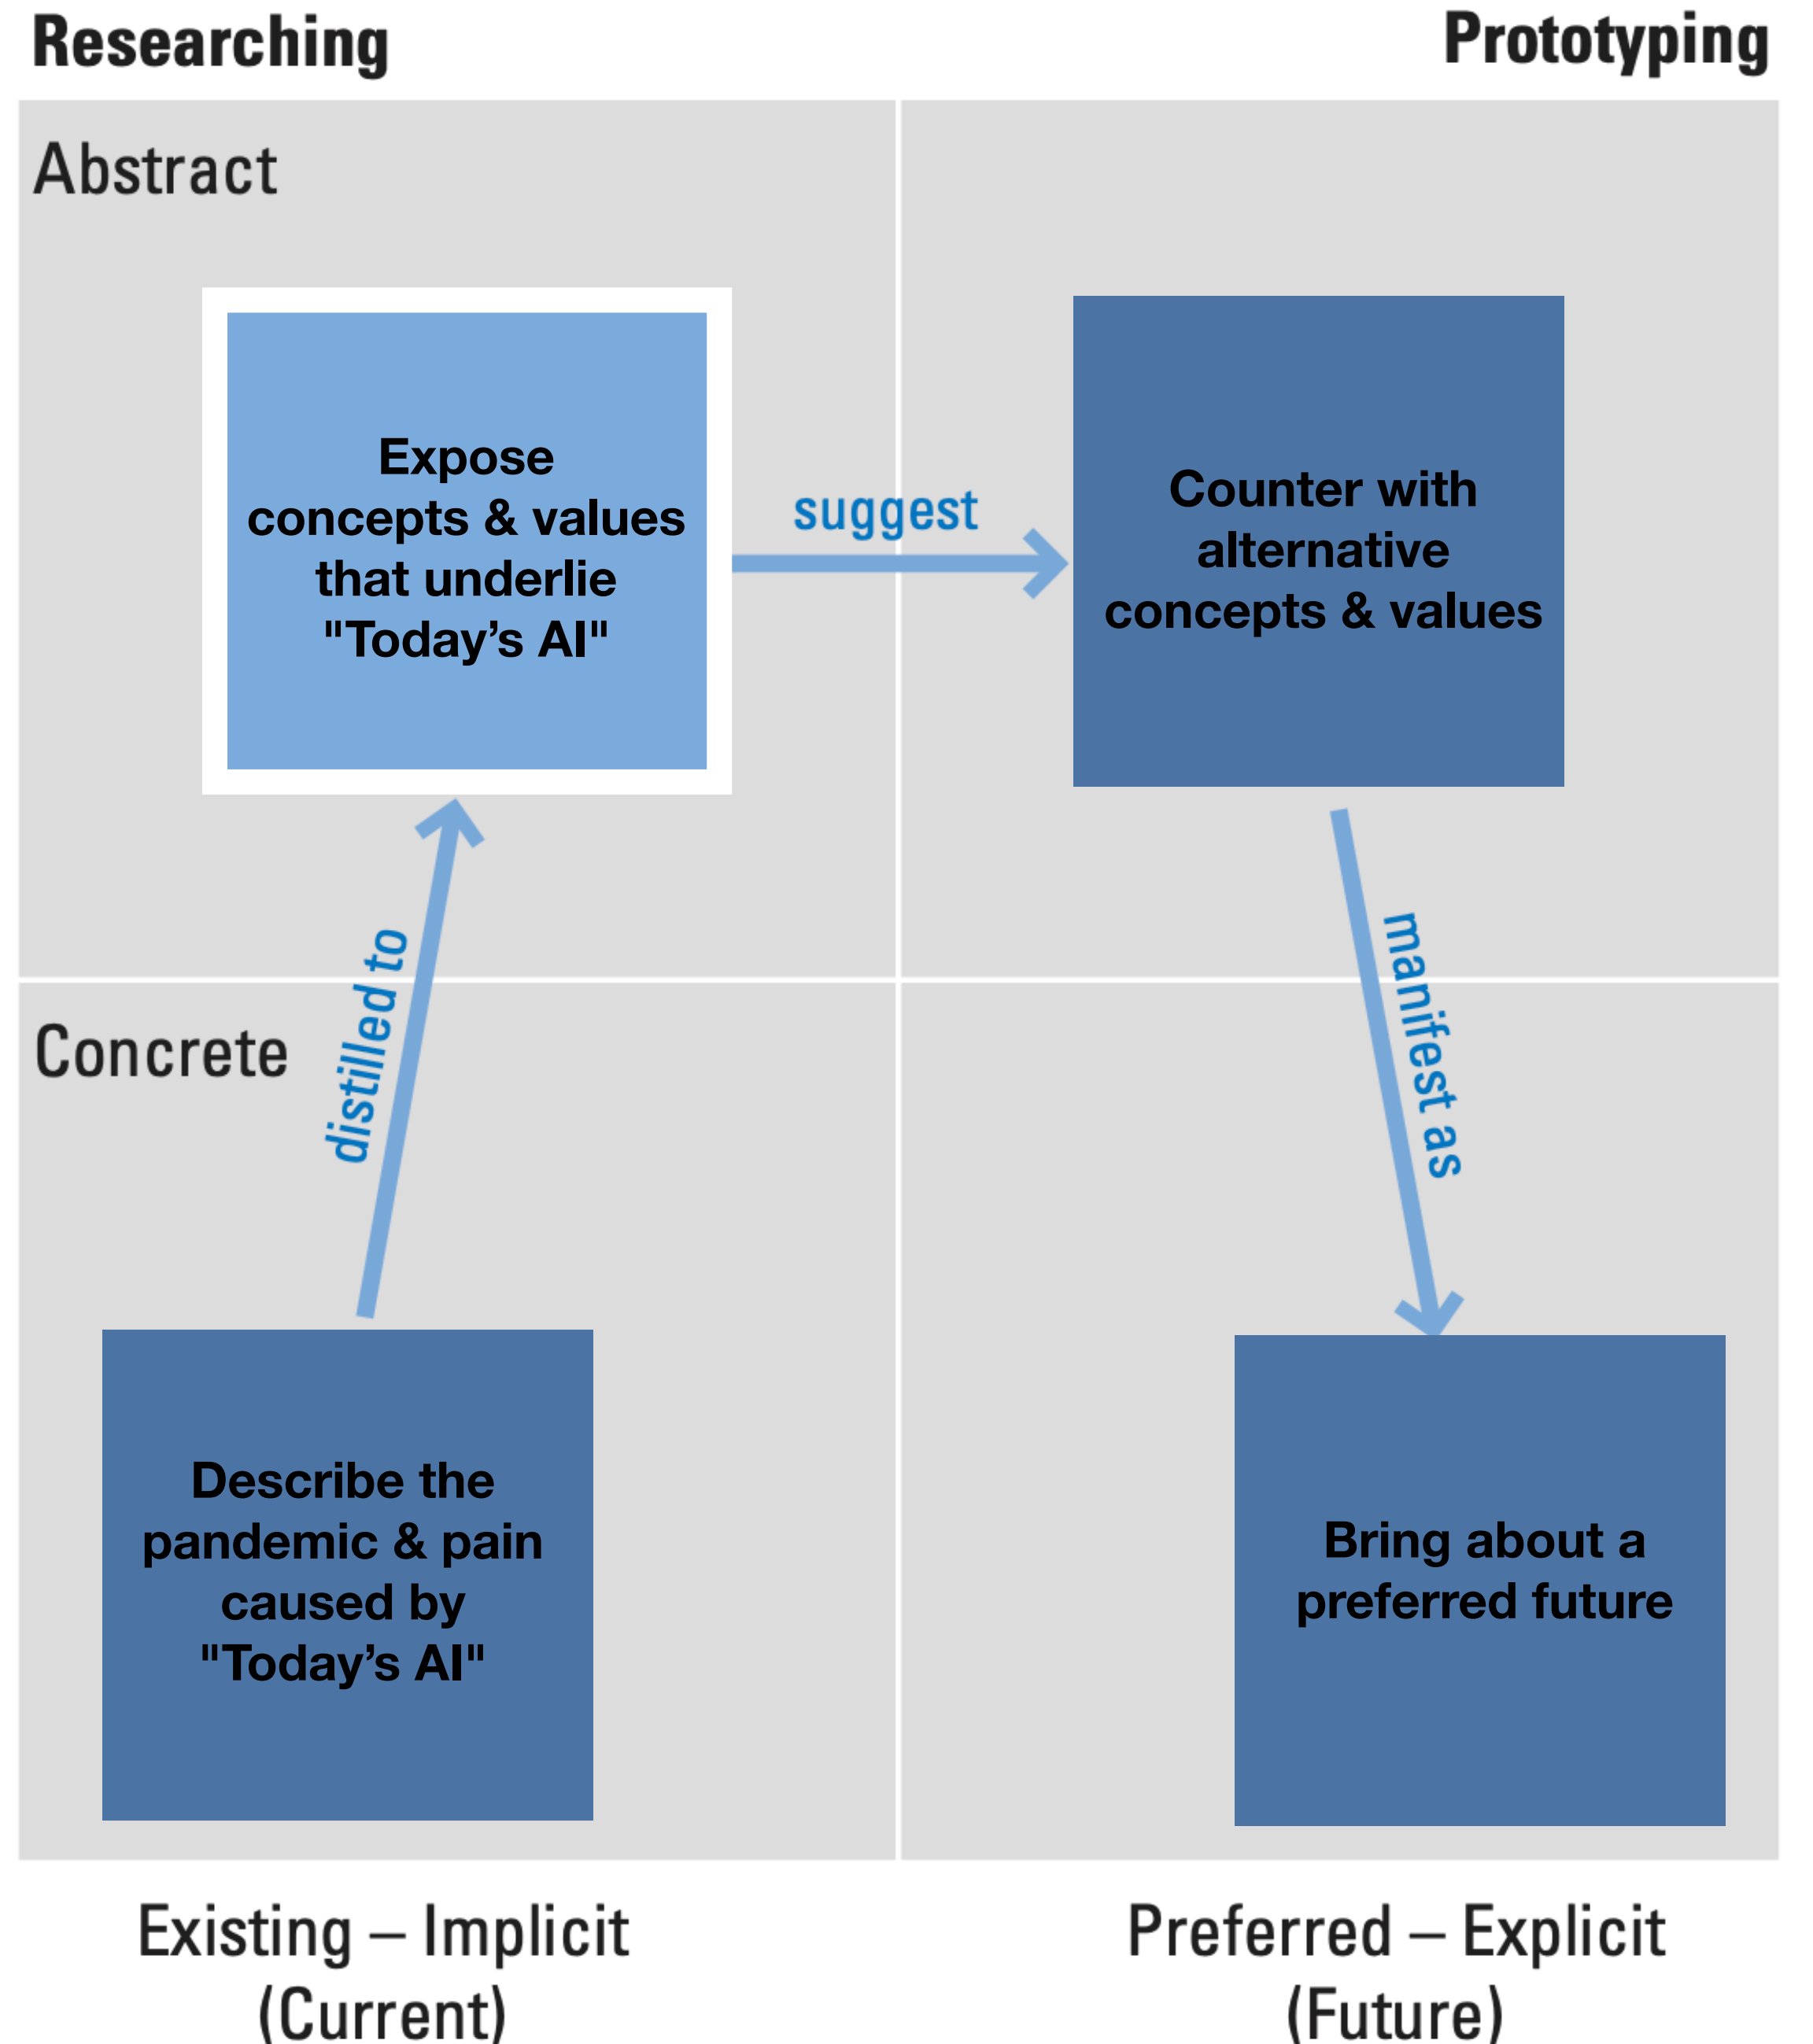 Researching
Prototyping
Abstract
Expose
concepts & values
that underlie
"Today’s AI"
suggest
Counter with
alternative
concepts & values
distilled to
manifest as
Concrete
Describe the
pandemic & pain
caused by
"Today’s AI"
Bring about a
preferred future
Existing – Implicit
(Current)
Preferred – Explicit
(Future)